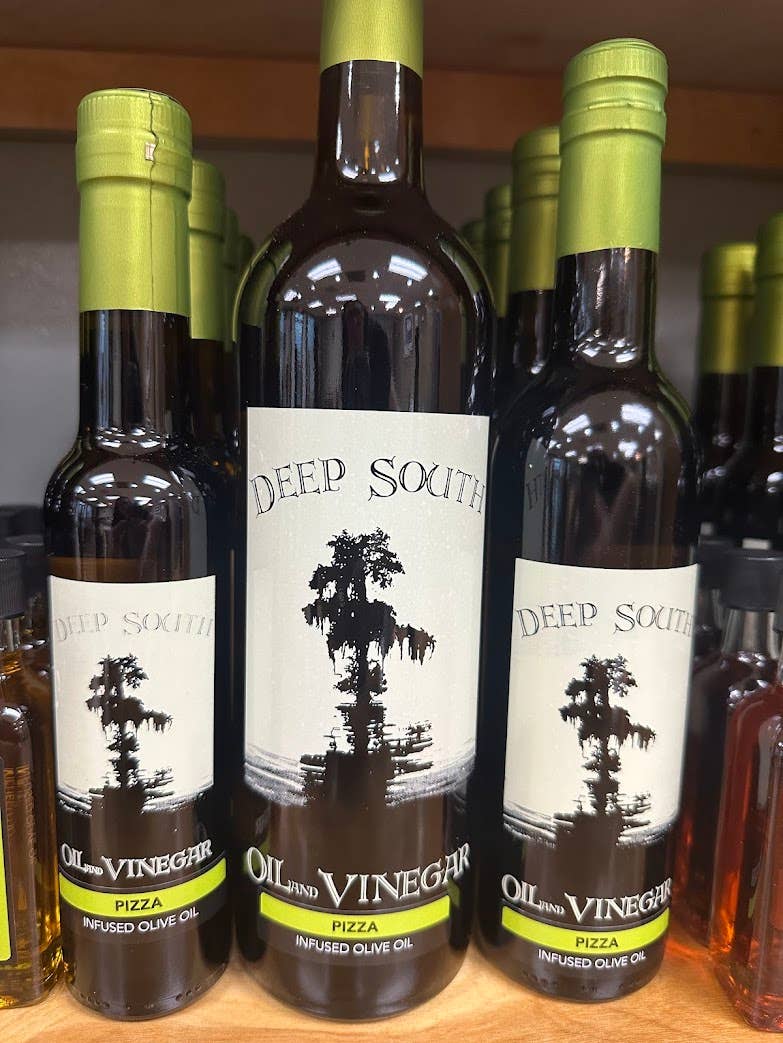 DEEP SOUTH
OIL AND VINEGAR
PIZZA
INFUSED OLIVE OIL
DEEP SOUTH
OIL AND VINEGAR
PIZZA
INFUSED OLIVE OIL
DEEP SOUTH
OIL AND VINEGAR
PIZZA
INFUSED OLIVE OIL